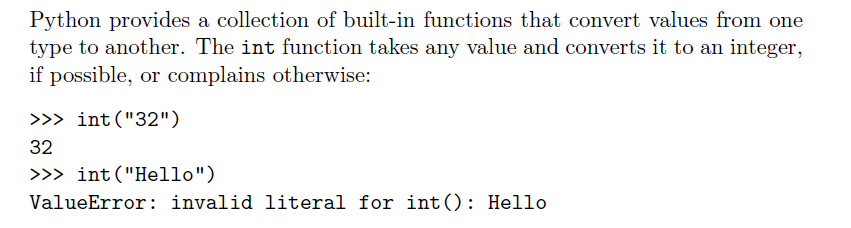 Python provides a collection of built-in functions that convert values from one
type to another. The int function takes any value and converts it to an integer,
if possible, or complains otherwise:
>>> int("32")
32
>>> int("Hello")
ValueError: invalid literal for int(): Hello